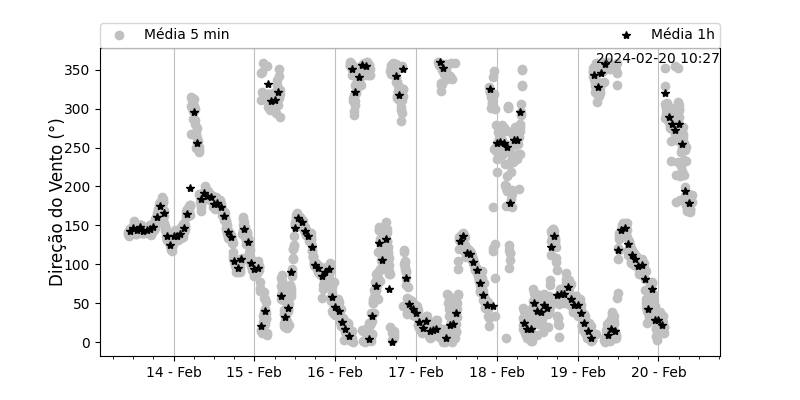 Média 5 min
Média 1h
2024-02-20 10:27
Direção do Vento (°)
350
300
250
200
150
100
50
0
14 - Feb
15 - Feb
16 - Feb
17 - Feb
18 - Feb
19 - Feb
20 - Feb